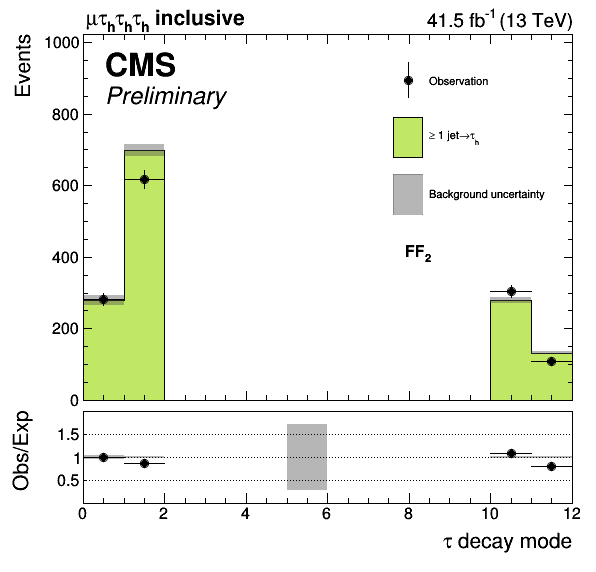 μτhτhτh inclusive
41.5 fb-1 (13 TeV)
Events
1000
800
600
400
200
0
CMS
Preliminary
Observation
≥ 1 jet→τh
Background uncertainty
FF2
Obs/Exp
1.5
1
0.5
0 2 4 6 8 10 12
τ decay mode